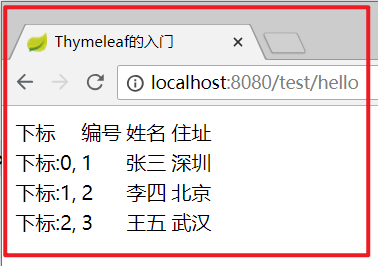 Thymeleaf的入门
localhost:8080/test/hello
下标 编号 姓名 住址
下标:0, 1 张三 深圳
下标:1, 2 李四 北京
下标:2, 3 王五 武汉